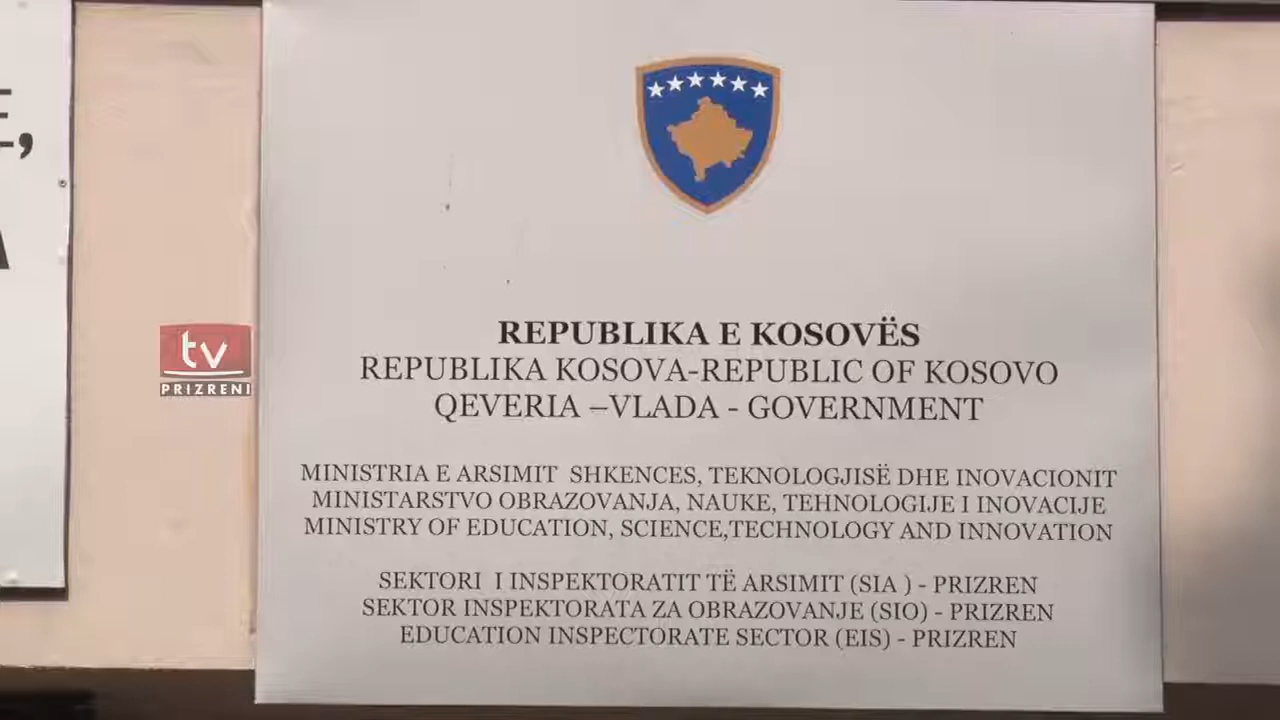 E,
A
tv
PRIZRENI
REPUBLIKA E KOSOVËS
REPUBLIKA KOSOVA-REPUBLIC OF KOSOVO
QEVERIA –VLADA - GOVERNMENT
MINISTRIA E ARSIMIT SHKENCES, TEKNOLOGJISË DHE INOVACIONIT
MINISTARSTVO OBRAZOVANJA, NAUKE, TEHNOLOGIJE I INOVACIJE
MINISTRY OF EDUCATION, SCIENCE,TECHNOLOGY AND INNOVATION
SEKTORI I INSPEKTORATIT TË ARSIMIT (SIA ) - PRIZREN
SEKTOR INSPEKTORATA ZA OBRAZOVANJE (SIO) - PRIZREN
EDUCATION INSPECTORATE SECTOR (EIS) - PRIZREN